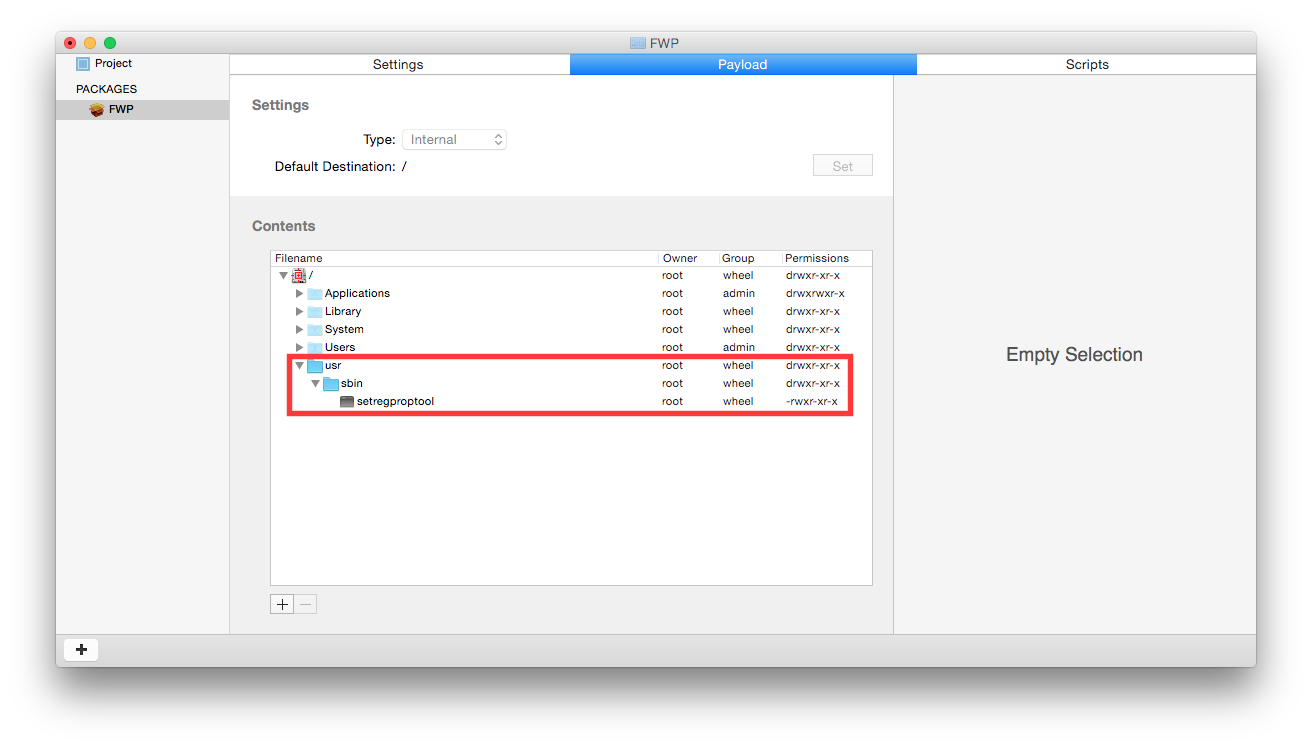 FWP
Project
PACKAGES
FWP
Settings Payload Scripts
Settings
Type: Internal
Default Destination: / Set
Contents
Filename Owner Group Permissions
/ root wheel drwxr-xr-x
Applications root admin drwxrwxr-x
Library root wheel drwxr-xr-x
System root wheel drwxr-xr-x
Users root admin drwxr-xr-x
usr root wheel drwxr-xr-x
sbin root wheel drwxr-xr-x
setregproptool root wheel -rwxr-xr-x
Empty Selection